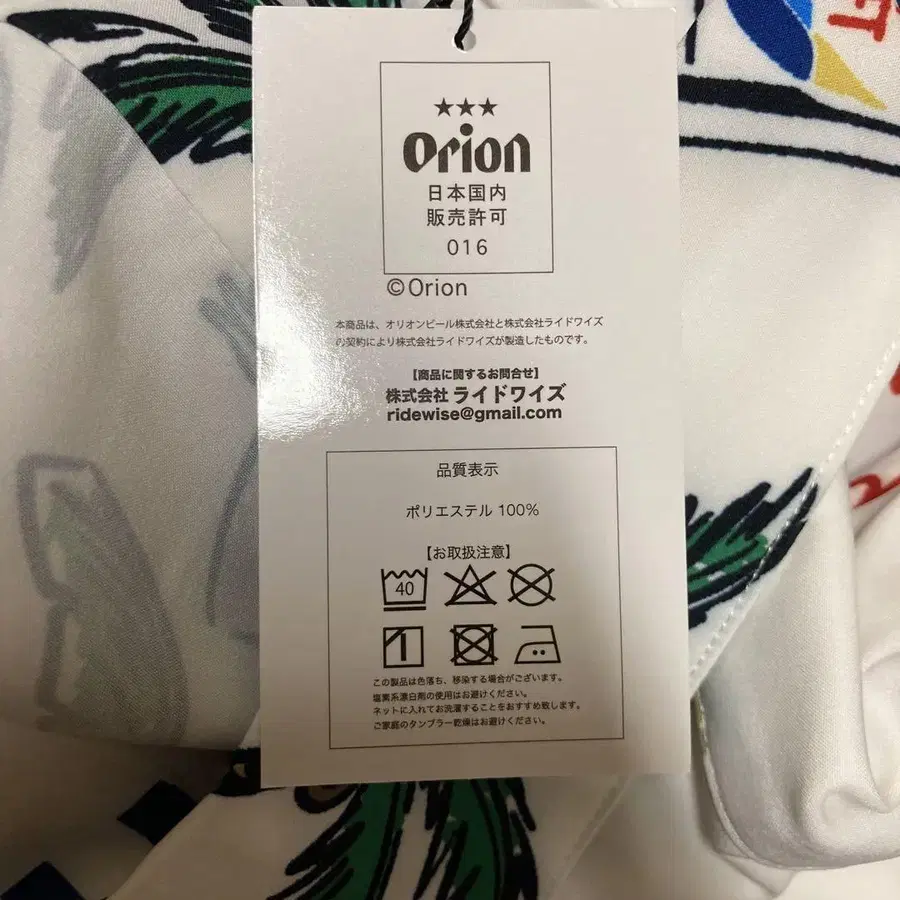 ★★★
Orion
日本国内
販売許可
016
©Orion
本商品は、オリオンビール株式会社と株式会社ライドワイズ
の契約により株式会社ライドワイズが製造したものです。
【商品に関するお問合せ】
株式会社 ライドワイズ
ridewise@gmail.com
品質表示
ポリエステル 100%
【お取扱注意】
40
この製品は色落ち、移染する場合がございます。
塩素系漂白剤の使用はお避けください。
ネットに入れてお洗濯することをおすすめ致します。
ご家庭のタンブラー乾燥はお避けください。